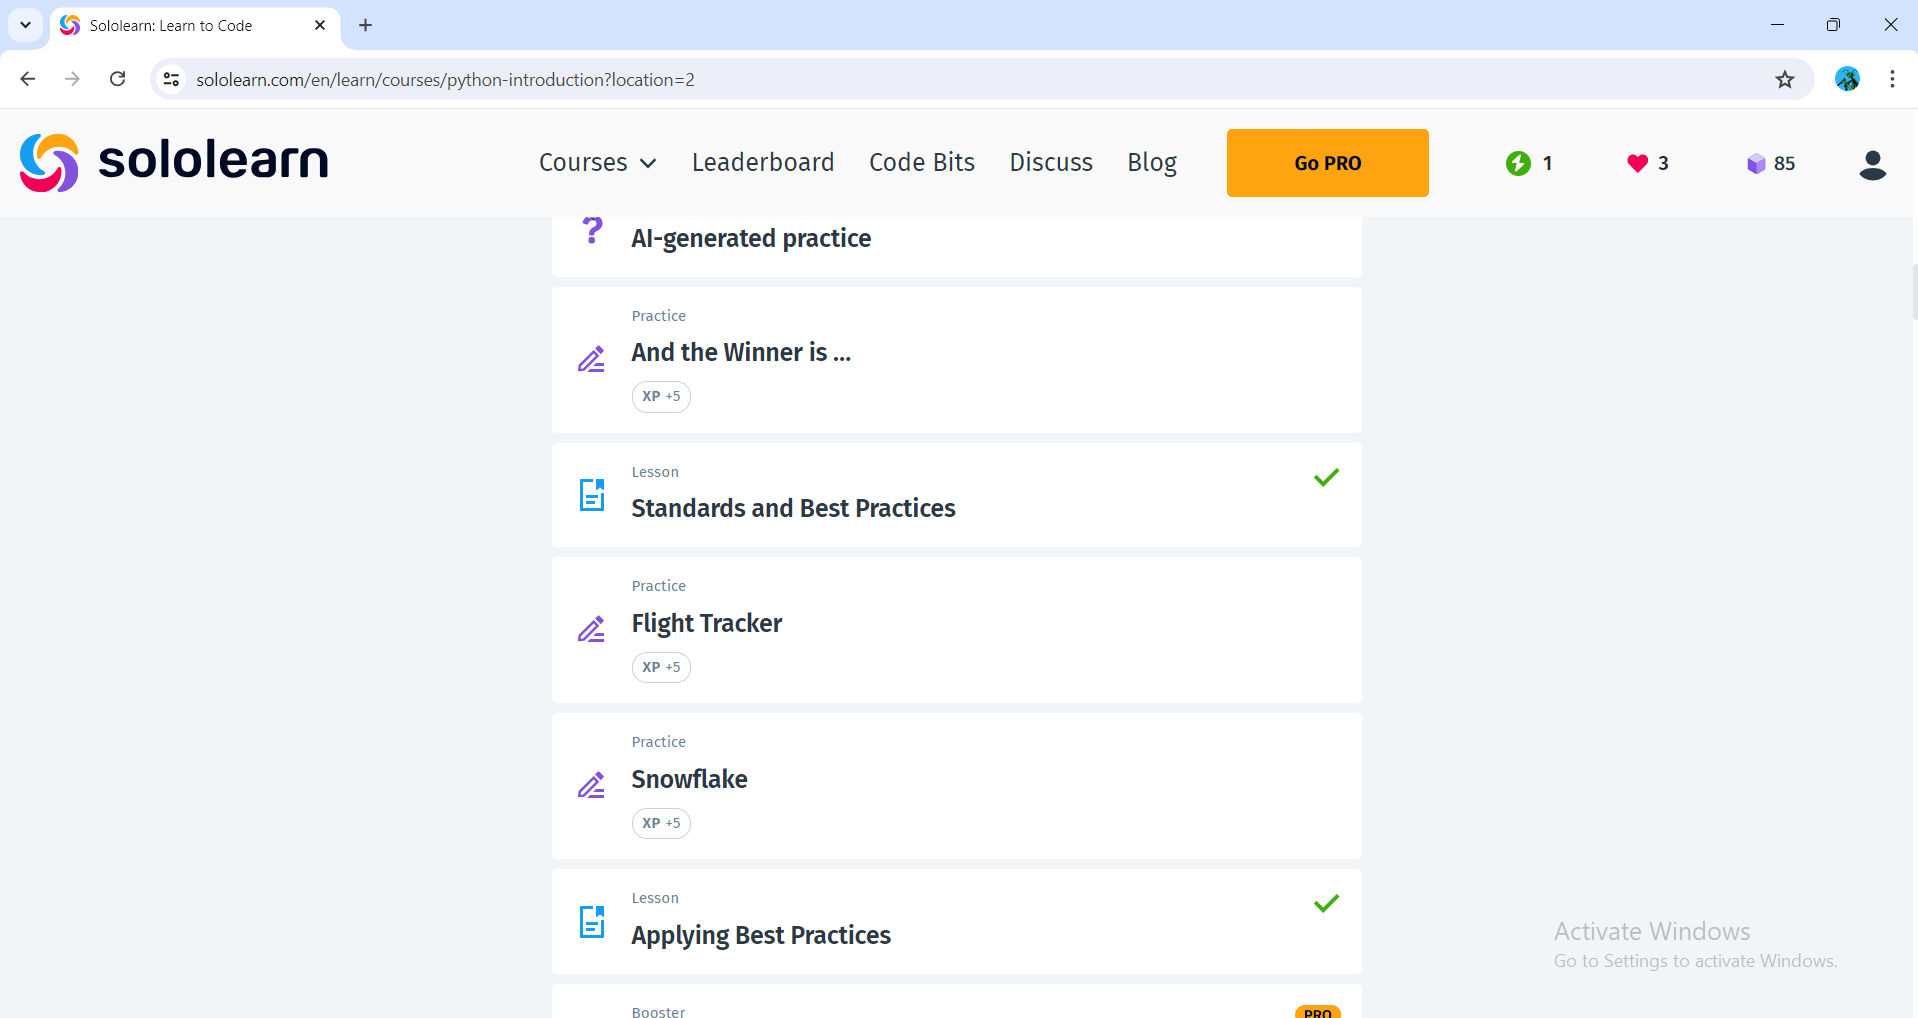 Sololearn: Learn to Code
sololearn.com/en/learn/courses/python-introduction?location=2
sololearn
Courses Leaderboard Code Bits Discuss Blog Go PRO 1 3 85
? AI-generated practice
Practice
And the Winner is ...
XP +5
Lesson
Standards and Best Practices
Practice
Flight Tracker
XP +5
Practice
Snowflake
XP +5
Lesson
Applying Best Practices
Activate Windows
Go to Settings to activate Windows.
Booster PRO